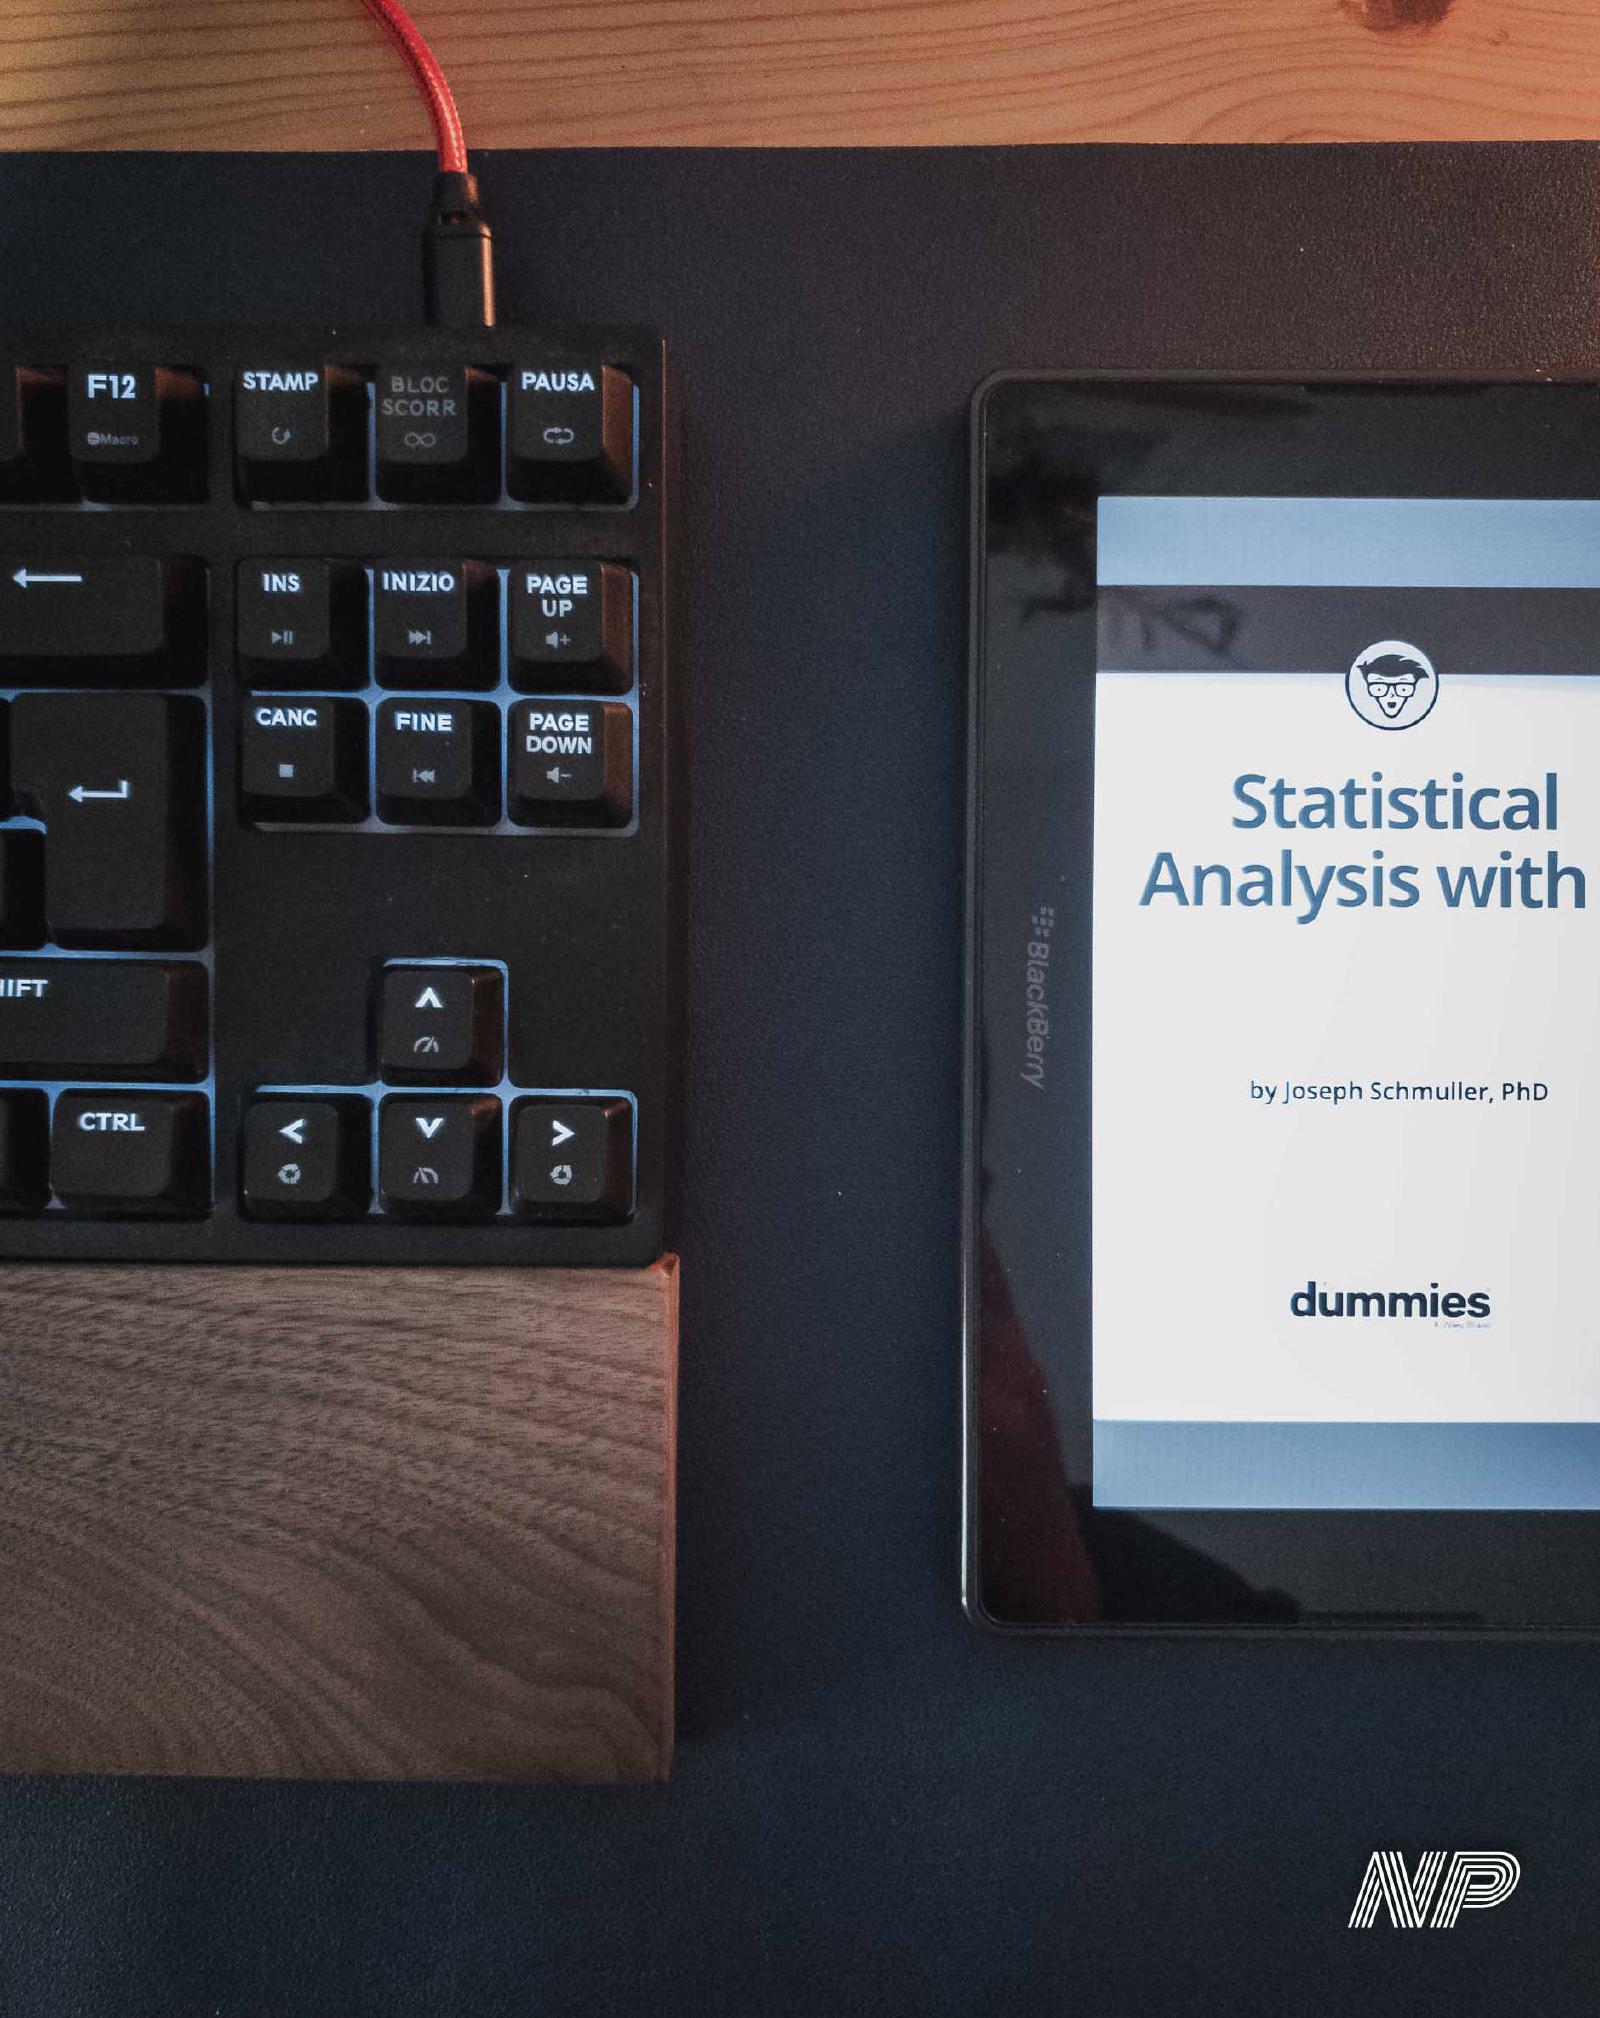 F12
Macro
STAMP
BLOC
SCORR
PAUSA
INS
INIZIO
PAGE
UP
CANC
FINE
PAGE
DOWN
HIFT
CTRL
BlackBerry
Statistical
Analysis with
by Joseph Schmuller, PhD
dummies
NP